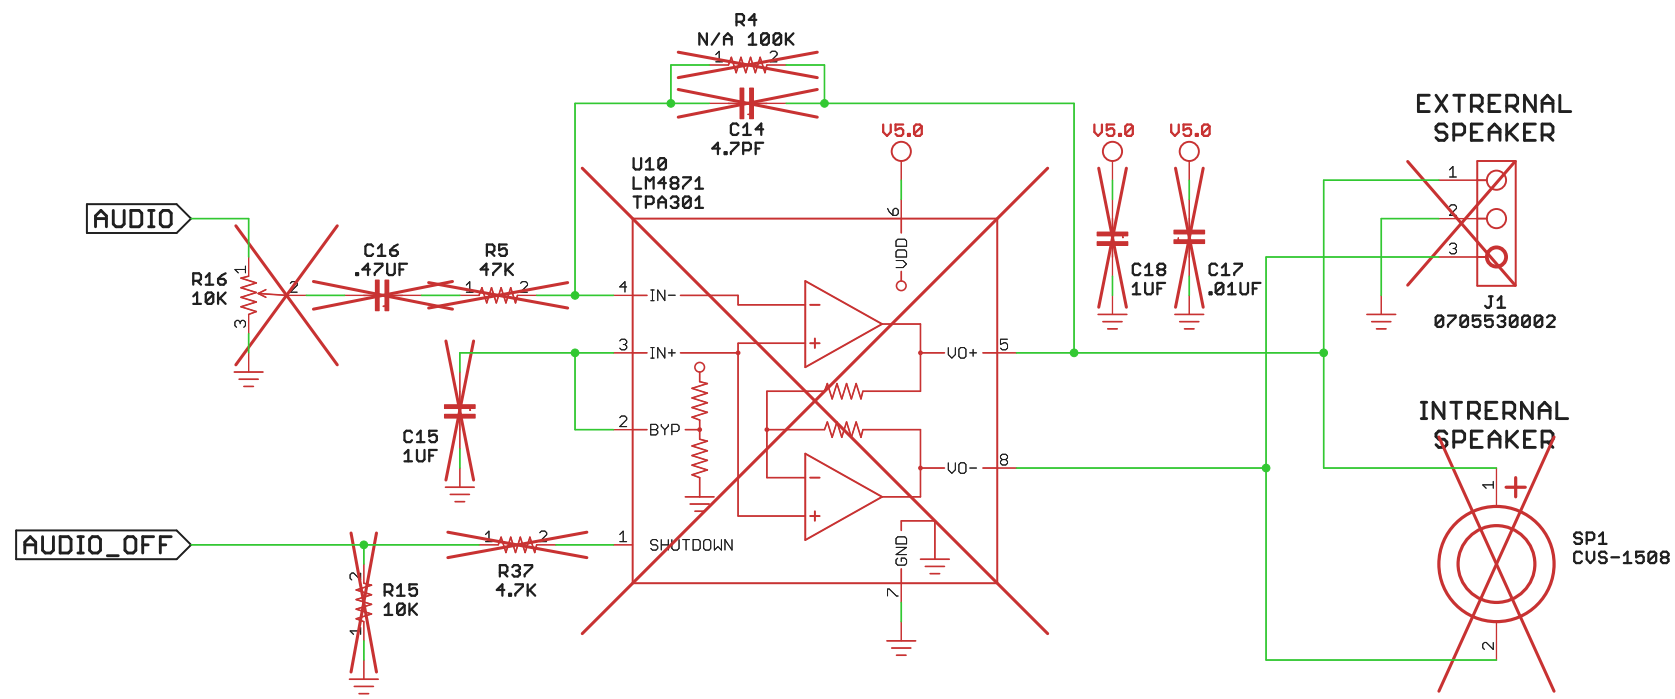 R4
N/A 100K
1 2
C14
4.7PF
V5.0
V5.0
V5.0
EXTRERNAL
SPEAKER
1
2
3
J1
0705530002
U10
LM4871
TPA301
6
VDD
AUDIO
R16
10K
1
2
3
C16
.47UF
R5
47K
1 2
4
IN-
3
IN+
2
BYP
1
SHUTDOWN
VO+
5
VO-
8
GND
7
C18
1UF
C17
.01UF
C15
1UF
AUDIO_OFF
R15
10K
2
1
1 2
R37
4.7K
INTRERNAL
SPEAKER
1
+
SP1
CVS-1508
2